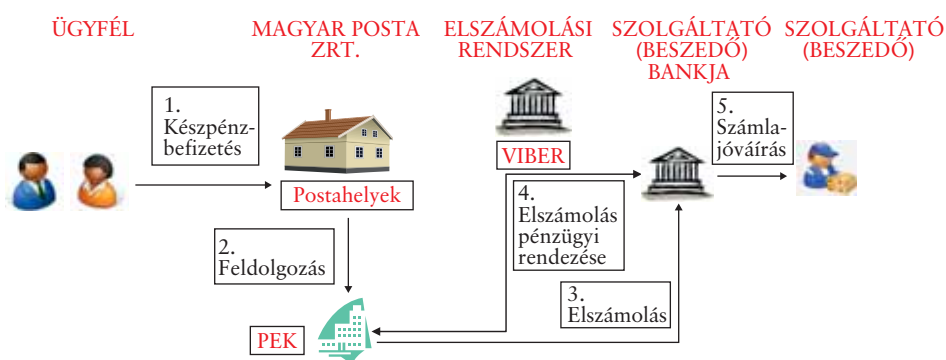 ÜGYFÉL
MAGYAR POSTA
ZRT.
ELSZÁMOLÁSI
RENDSZER
SZOLGÁLTATÓ
(BESZEDŐ)
BANKJA
SZOLGÁLTATÓ
(BESZEDŐ)
1.
Készpénz-
befizetés
Postahelyek
VIBER
5.
Számla-
jóváírás
2.
Feldolgozás
4.
Elszámolás
pénzügyi
rendezése
3.
Elszámolás
PEK